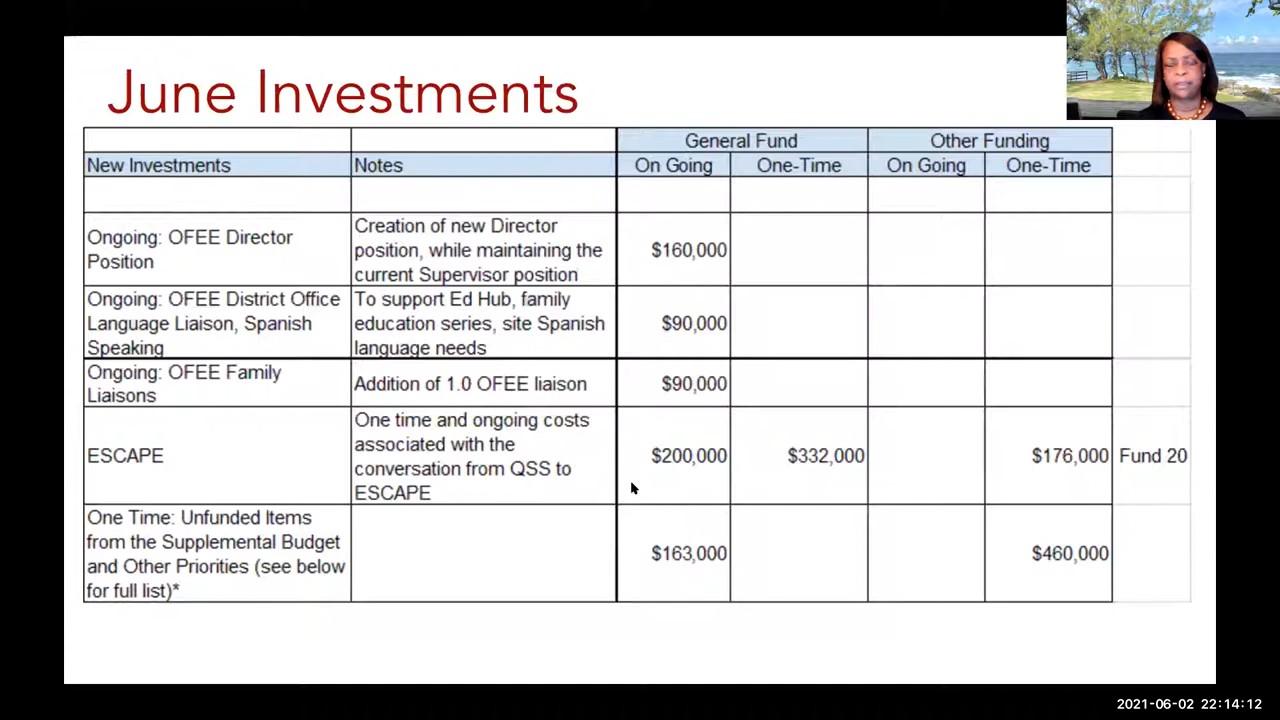 June Investments
General Fund Other Funding
New Investments Notes On Going One-Time On Going One-Time
Ongoing: OFEE Director
Position
Creation of new Director
position, while maintaining the
current Supervisor position
$160,000
Ongoing: OFEE District Office
Language Liaison, Spanish
Speaking
To support Ed Hub, family
education series, site Spanish
language needs
$90,000
Ongoing: OFEE Family
Liaisons
Addition of 1.0 OFEE liaison
$90,000
ESCAPE
One time and ongoing costs
associated with the
conversation from QSS to
ESCAPE
$200,000 $332,000 $176,000 Fund 20
One Time: Unfunded Items
from the Supplemental Budget
and Other Priorities (see below
for full list)*
$163,000 $460,000
2021-06-02 22:14:12